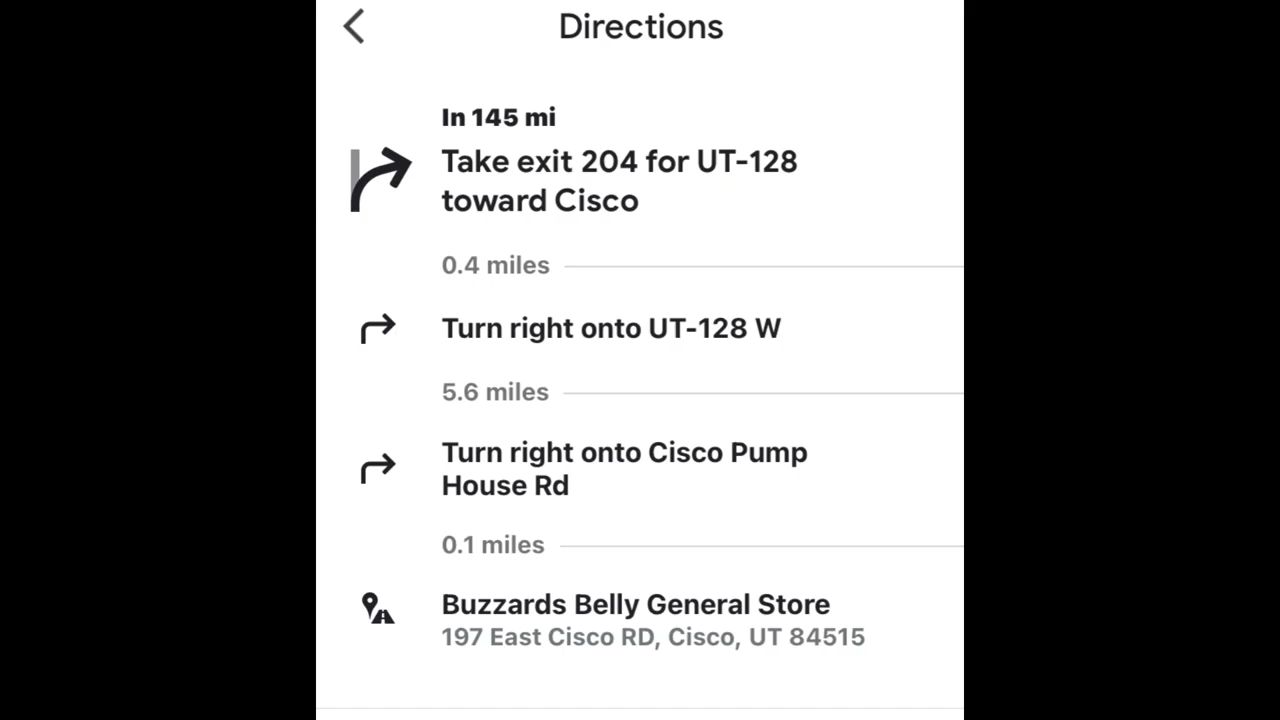 Directions
In 145 mi
Take exit 204 for UT-128
toward Cisco
0.4 miles
Turn right onto UT-128 W
5.6 miles
Turn right onto Cisco Pump
House Rd
0.1 miles
Buzzards Belly General Store
197 East Cisco RD, Cisco, UT 84515